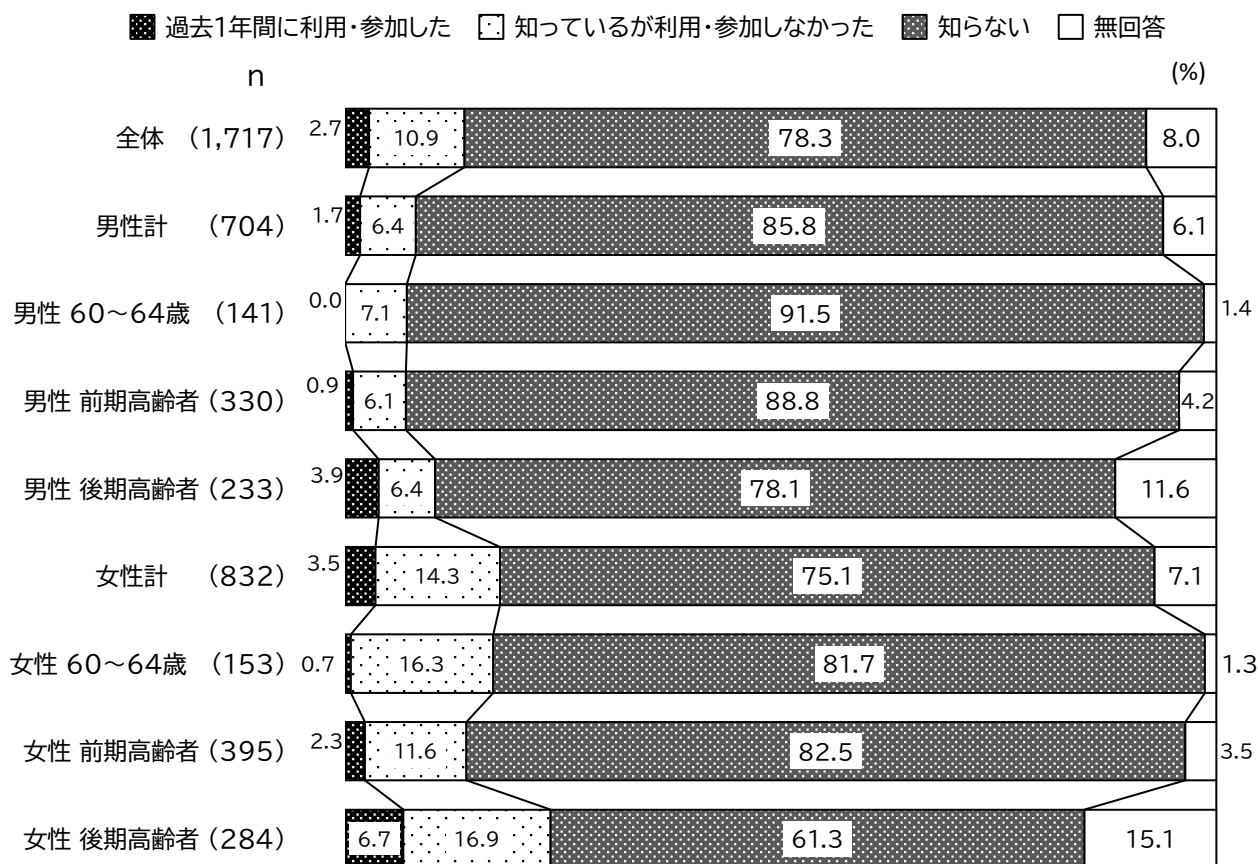 過去1年間に利用・参加した 知っているが利用・参加しなかった 知らない 無回答
n (%)
全体 (1,717) 2.7 10.9 78.3 8.0
男性計 (704) 1.7 6.4 85.8 6.1
男性 60～64歳 (141) 0.0 7.1 91.5 1.4
男性 前期高齢者 (330) 0.9 6.1 88.8 4.2
男性 後期高齢者 (233) 3.9 6.4 78.1 11.6
女性計 (832) 3.5 14.3 75.1 7.1
女性 60～64歳 (153) 0.7 16.3 81.7 1.3
女性 前期高齢者 (395) 2.3 11.6 82.5 3.5
女性 後期高齢者 (284) 6.7 16.9 61.3 15.1